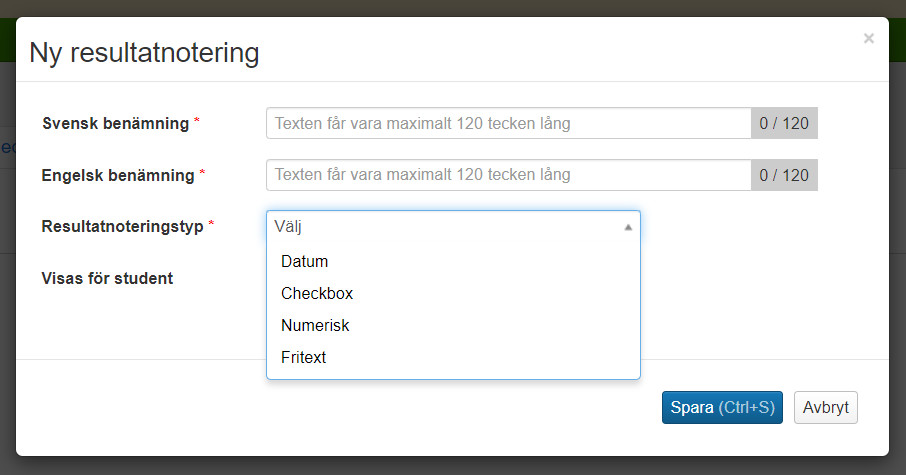 Ny resultatnotering
×
Svensk benämning *
Texten får vara maximalt 120 tecken lång
0 / 120
Engelsk benämning *
Texten får vara maximalt 120 tecken lång
0 / 120
Resultatnoteringstyp *
Välj
Datum
Visas för student
Checkbox
Numerisk
Fritext
Spara (Ctrl+S)
Avbryt